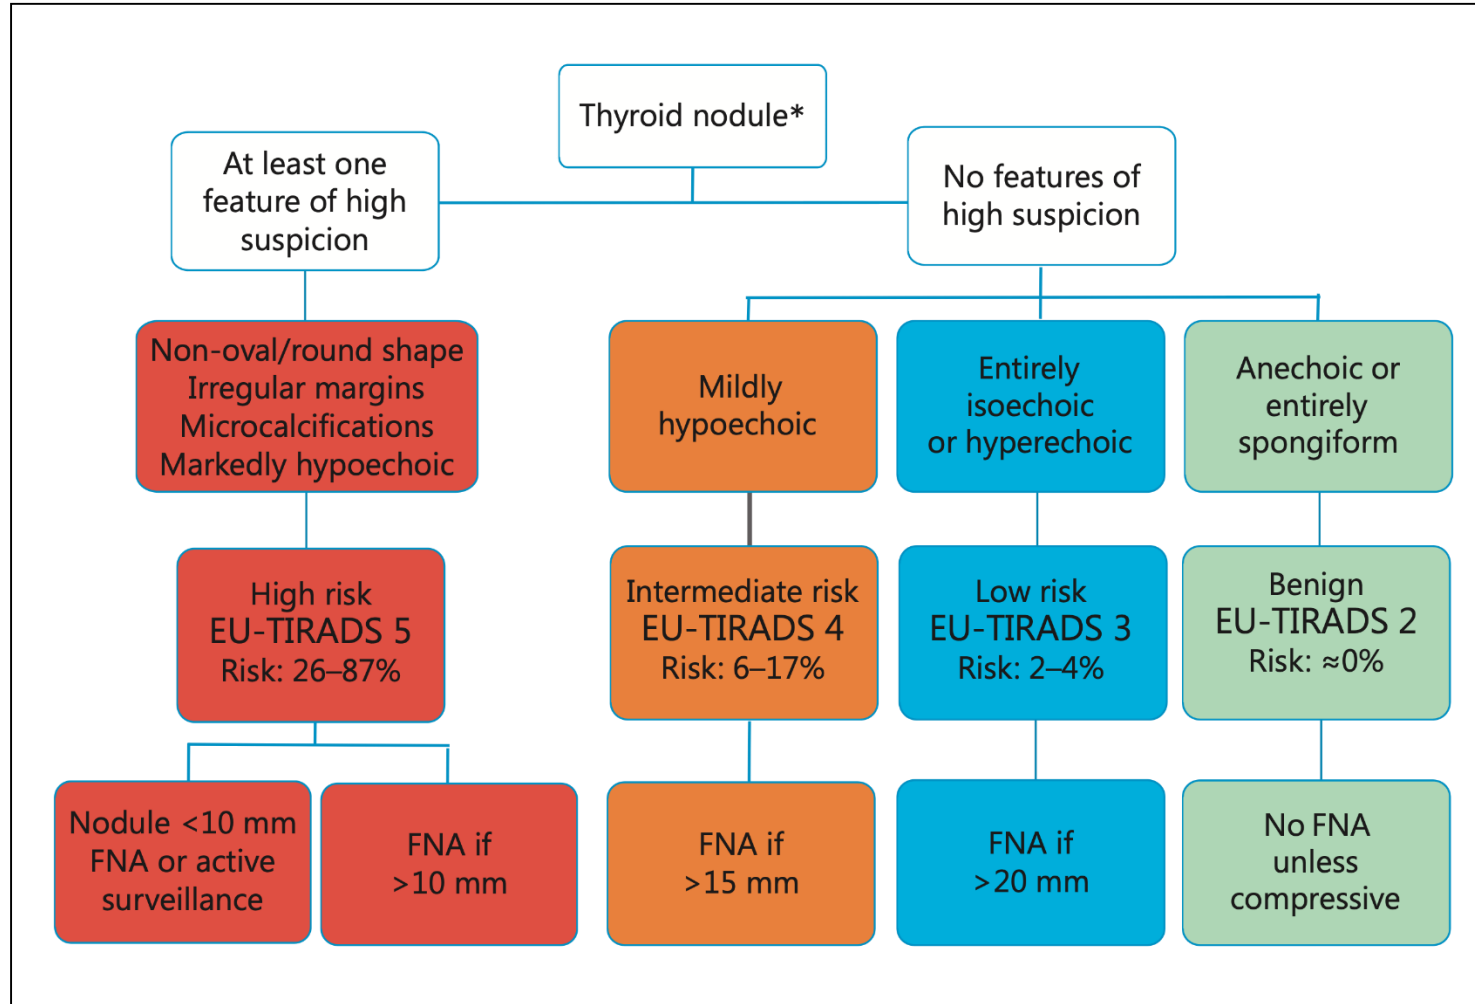 Thyroid nodule*
At least one
feature of high
suspicion
No features of
high suspicion
Non-oval/round shape
Irregular margins
Microcalcifications
Markedly hypoechoic
Mildly
hypoechoic
Entirely
isoechoic
or hyperechoic
Anechoic or
entirely
spongiform
High risk
EU-TIRADS 5
Risk: 26–87%
Intermediate risk
EU-TIRADS 4
Risk: 6–17%
Low risk
EU-TIRADS 3
Risk: 2–4%
Benign
EU-TIRADS 2
Risk: ≈0%
Nodule <10 mm
FNA or active
surveillance
FNA if
>10 mm
FNA if
>15 mm
FNA if
>20 mm
No FNA
unless
compressive